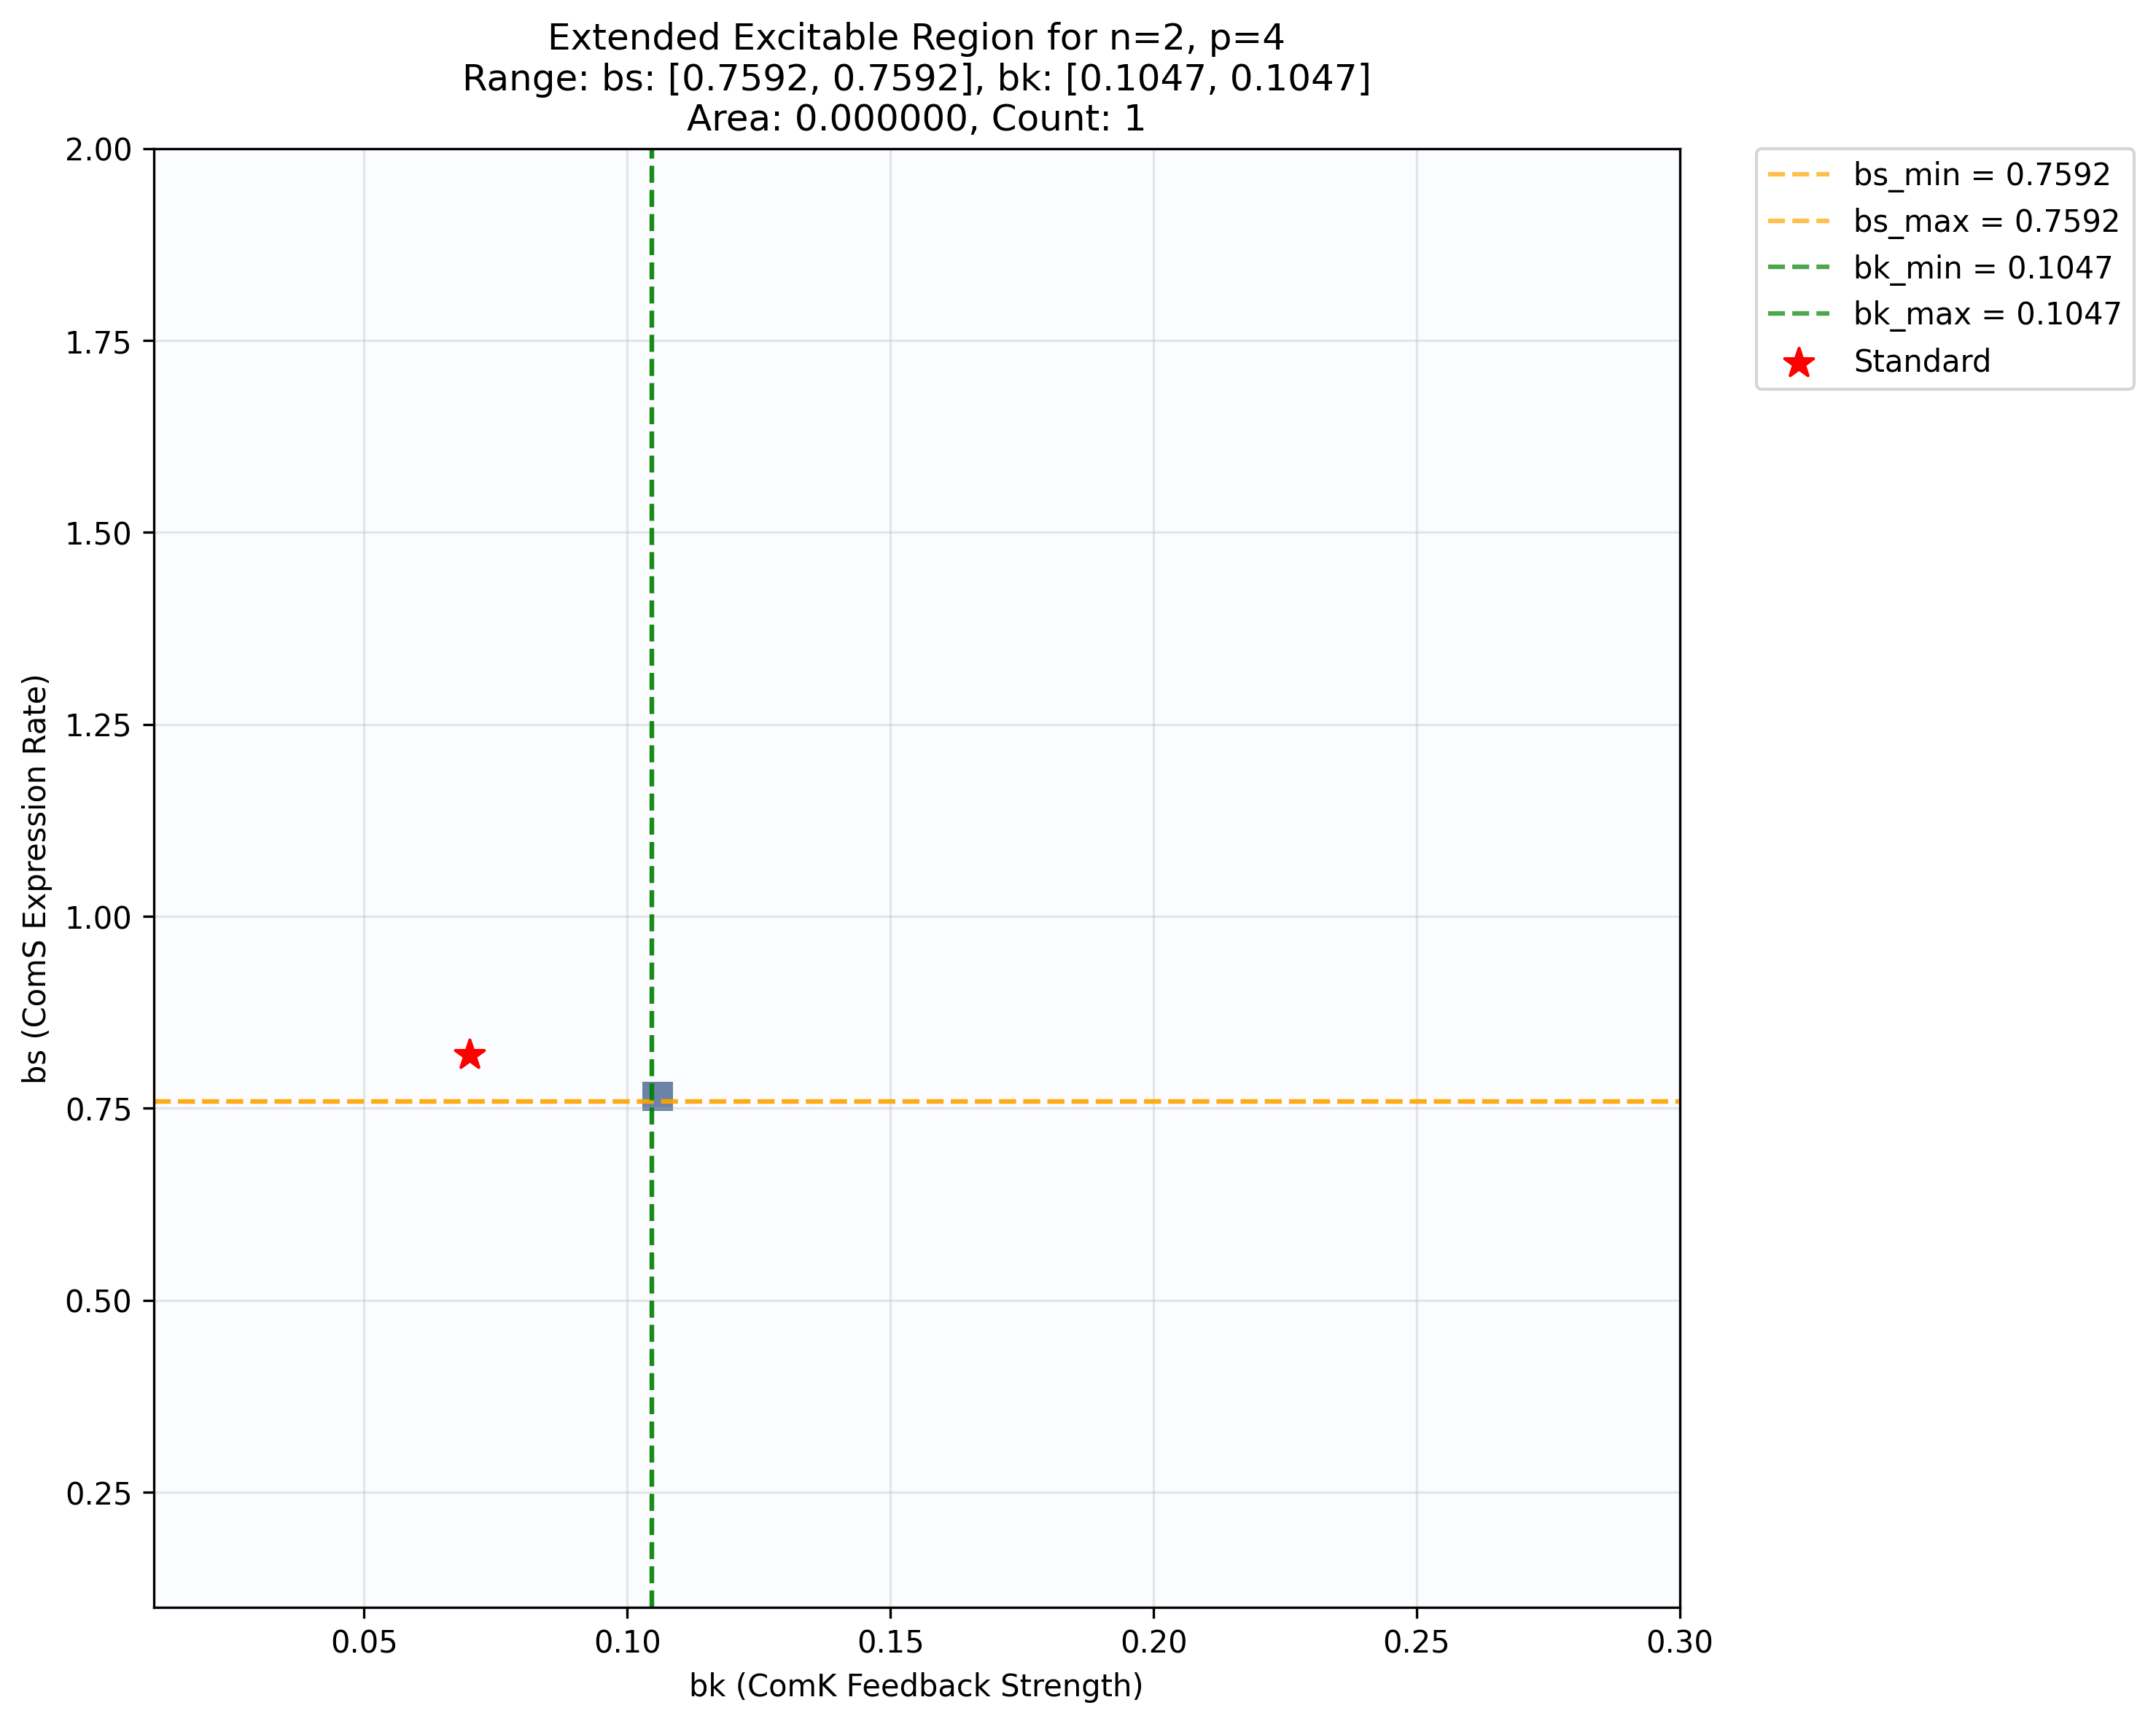 Extended Excitable Region for n=2, p=4
Range: bs: [0.7592, 0.7592], bk: [0.1047, 0.1047]
Area: 0.000000, Count: 1
2.00
1.75
1.50
1.25
1.00
0.75
0.50
0.25
bs (ComS Expression Rate)
0.05 0.10 0.15 0.20 0.25 0.30
bk (ComK Feedback Strength)
bs_min = 0.7592
bs_max = 0.7592
bk_min = 0.1047
bk_max = 0.1047
Standard